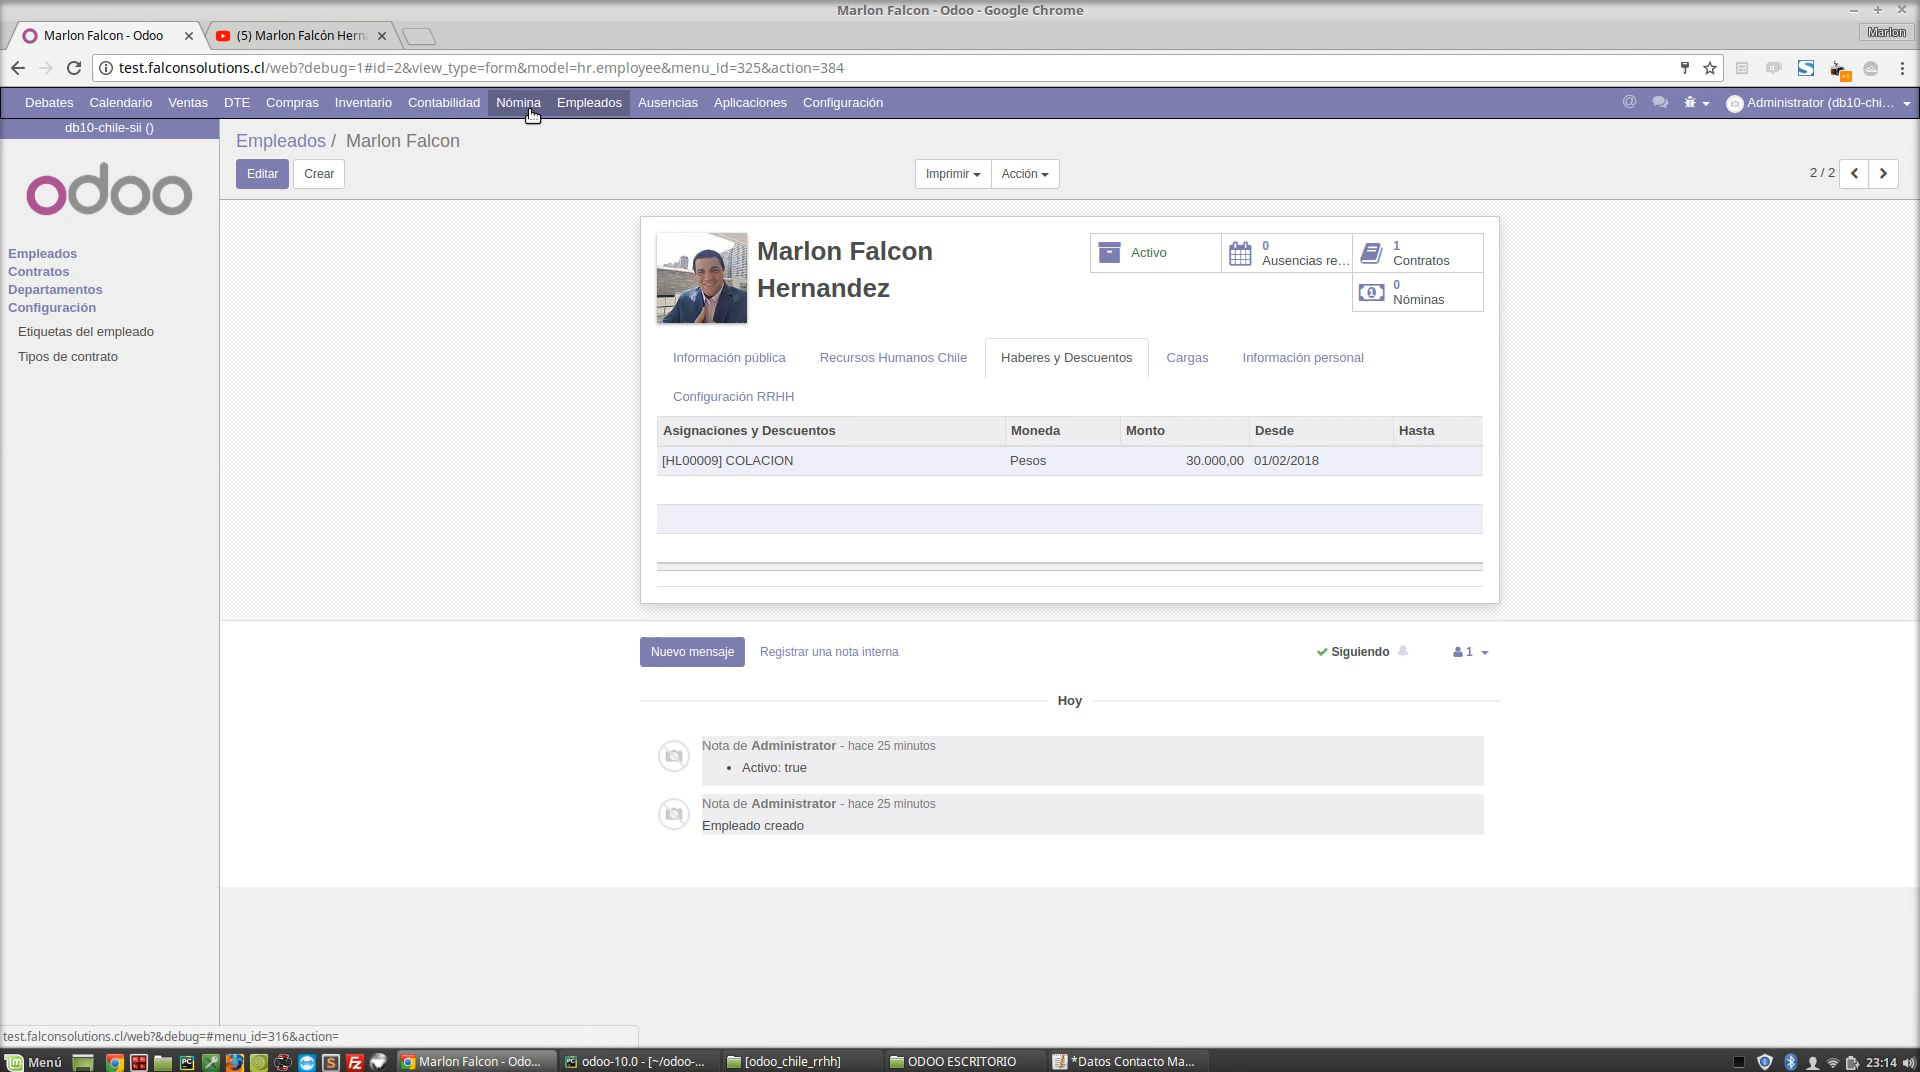 Marlon Falcon - Odoo - Google Chrome
Marlon Falcon - Odoo
(5) Marlon Falcón Hern
Marlon
test.falconsolutions.cl/web?debug=1#id=2&view_type=form&model=hr.employee&menu_id=325&action=384
Debates Calendario Ventas DTE Compras Inventario Contabilidad Nómina Empleados Ausencias Aplicaciones Configuración
@ Administrator (db10-chi...
db10-chile-sii ()
odoo
Empleados
Contratos
Departamentos
Configuración
Etiquetas del empleado
Tipos de contrato
Empleados / Marlon Falcon
Editar Crear
Imprimir Acción
2 / 2
Marlon Falcon
Hernandez
Activo
0
Ausencias re...
1
Contratos
0
Nóminas
Información pública Recursos Humanos Chile Haberes y Descuentos Cargas Información personal
Configuración RRHH
Asignaciones y Descuentos Moneda Monto Desde Hasta
[HL00009] COLACION Pesos 30.000,00 01/02/2018
Nuevo mensaje Registrar una nota interna
Siguiendo 1
Hoy
Nota de Administrator - hace 25 minutos
• Activo: true
Nota de Administrator - hace 25 minutos
Empleado creado
test.falconsolutions.cl/web?&debug=#menu_id=316&action=
Menú
Marlon Falcon - Odo...
odoo-10.0 - [~/odoo-...
[odoo_chile_rrhh]
ODOO ESCRITORIO
*Datos Contacto Ma...
23:14